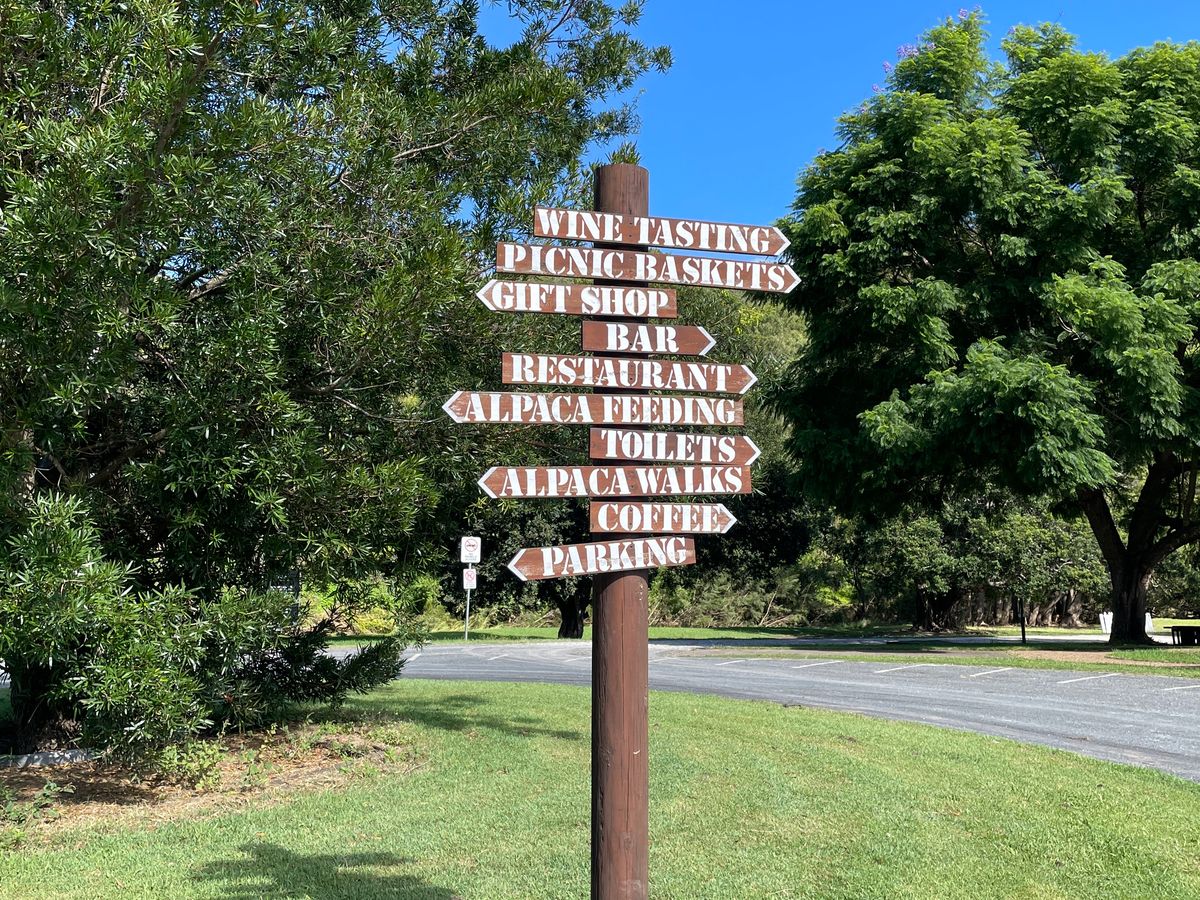 WINE TASTING
PICNIC BASKETS
GIFT SHOP
BAR
RESTAURANT
ALPACA FEEDING
TOILETS
ALPACA WALKS
COFFEE
PARKING